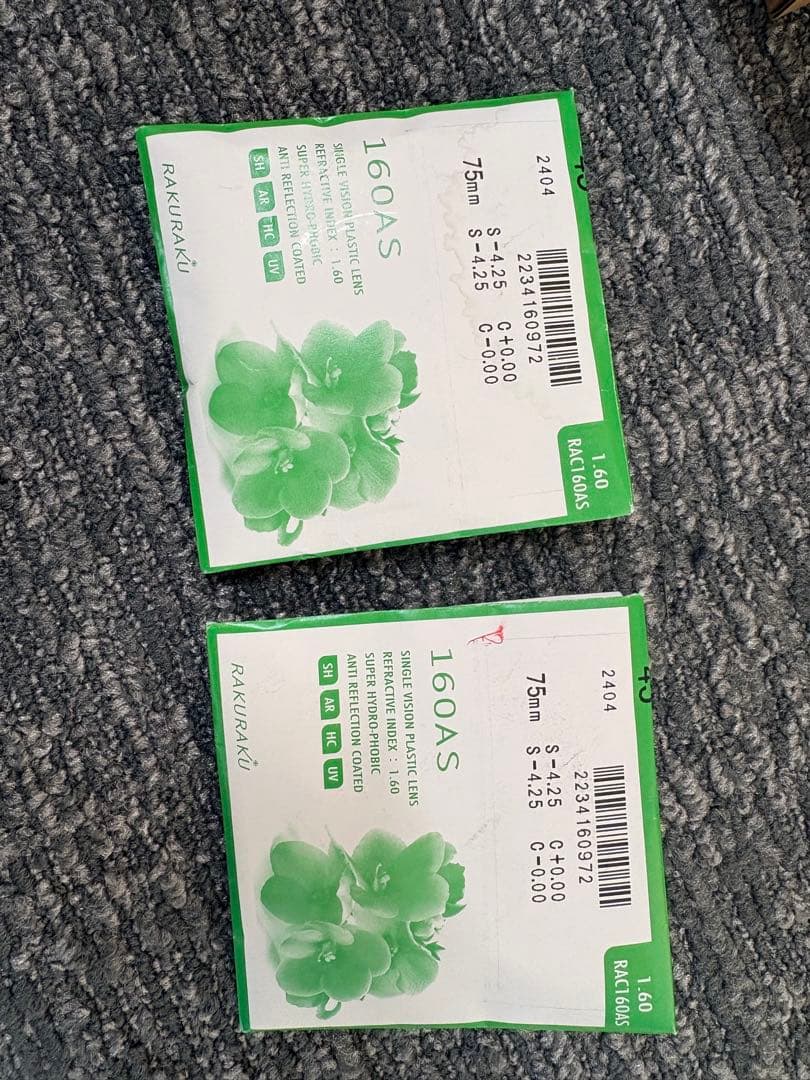 2404
2234160972
75mm S-4.25 C+0.00
S-4.25 C-0.00
1.60
RAC160AS
160AS
SINGLE VISION PLASTIC LENS
REFRACTIVE INDEX : 1.60
SUPER HYDRO-PHOBIC
ANTI REFLECTION COATED
SH AR HC UV
RAKURAKU
2404
2234160972
75mm S-4.25 C+0.00
S-4.25 C-0.00
1.60
RAC160AS
160AS
SINGLE VISION PLASTIC LENS
REFRACTIVE INDEX : 1.60
SUPER HYDRO-PHOBIC
ANTI REFLECTION COATED
SH AR HC UV
RAKURAKU